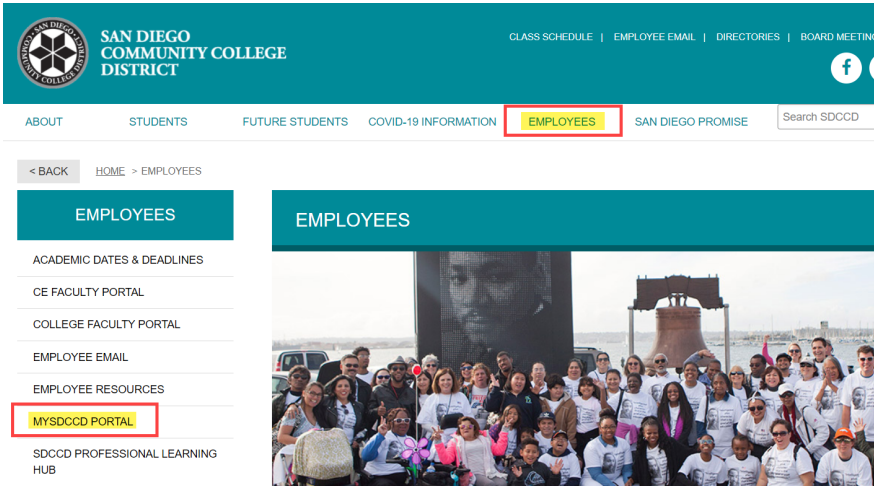 SAN DIEGO
COMMUNITY COLLEGE
DISTRICT
CLASS SCHEDULE | EMPLOYEE EMAIL | DIRECTORIES | BOARD MEETING
f
ABOUT STUDENTS FUTURE STUDENTS COVID-19 INFORMATION EMPLOYEES SAN DIEGO PROMISE Search SDCCD
< BACK HOME > EMPLOYEES
EMPLOYEES
EMPLOYEES
ACADEMIC DATES & DEADLINES
CE FACULTY PORTAL
COLLEGE FACULTY PORTAL
EMPLOYEE EMAIL
EMPLOYEE RESOURCES
MYSDCCD PORTAL
SDCCD PROFESSIONAL LEARNING
HUB